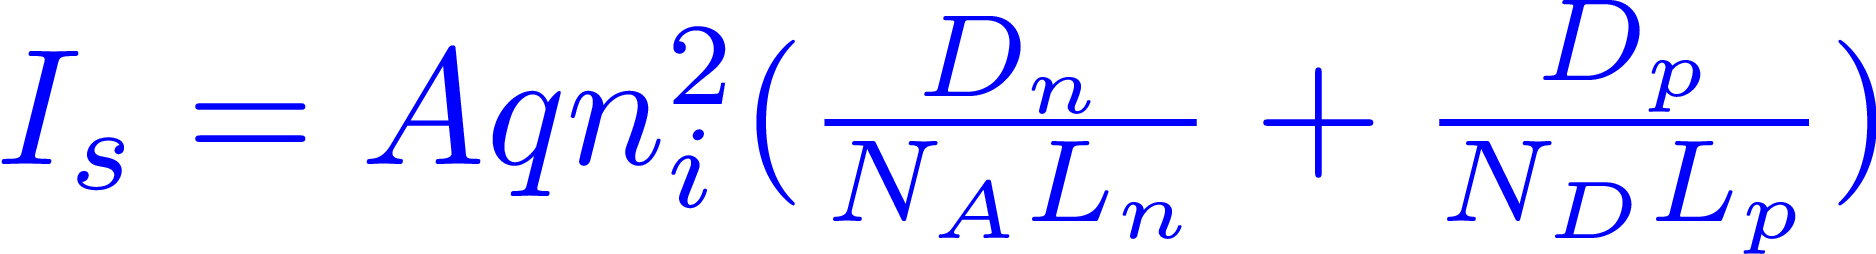 I_s = Aqn_i^2(\frac{D_n}{N_A L_n} + \frac{D_p}{N_D L_p})